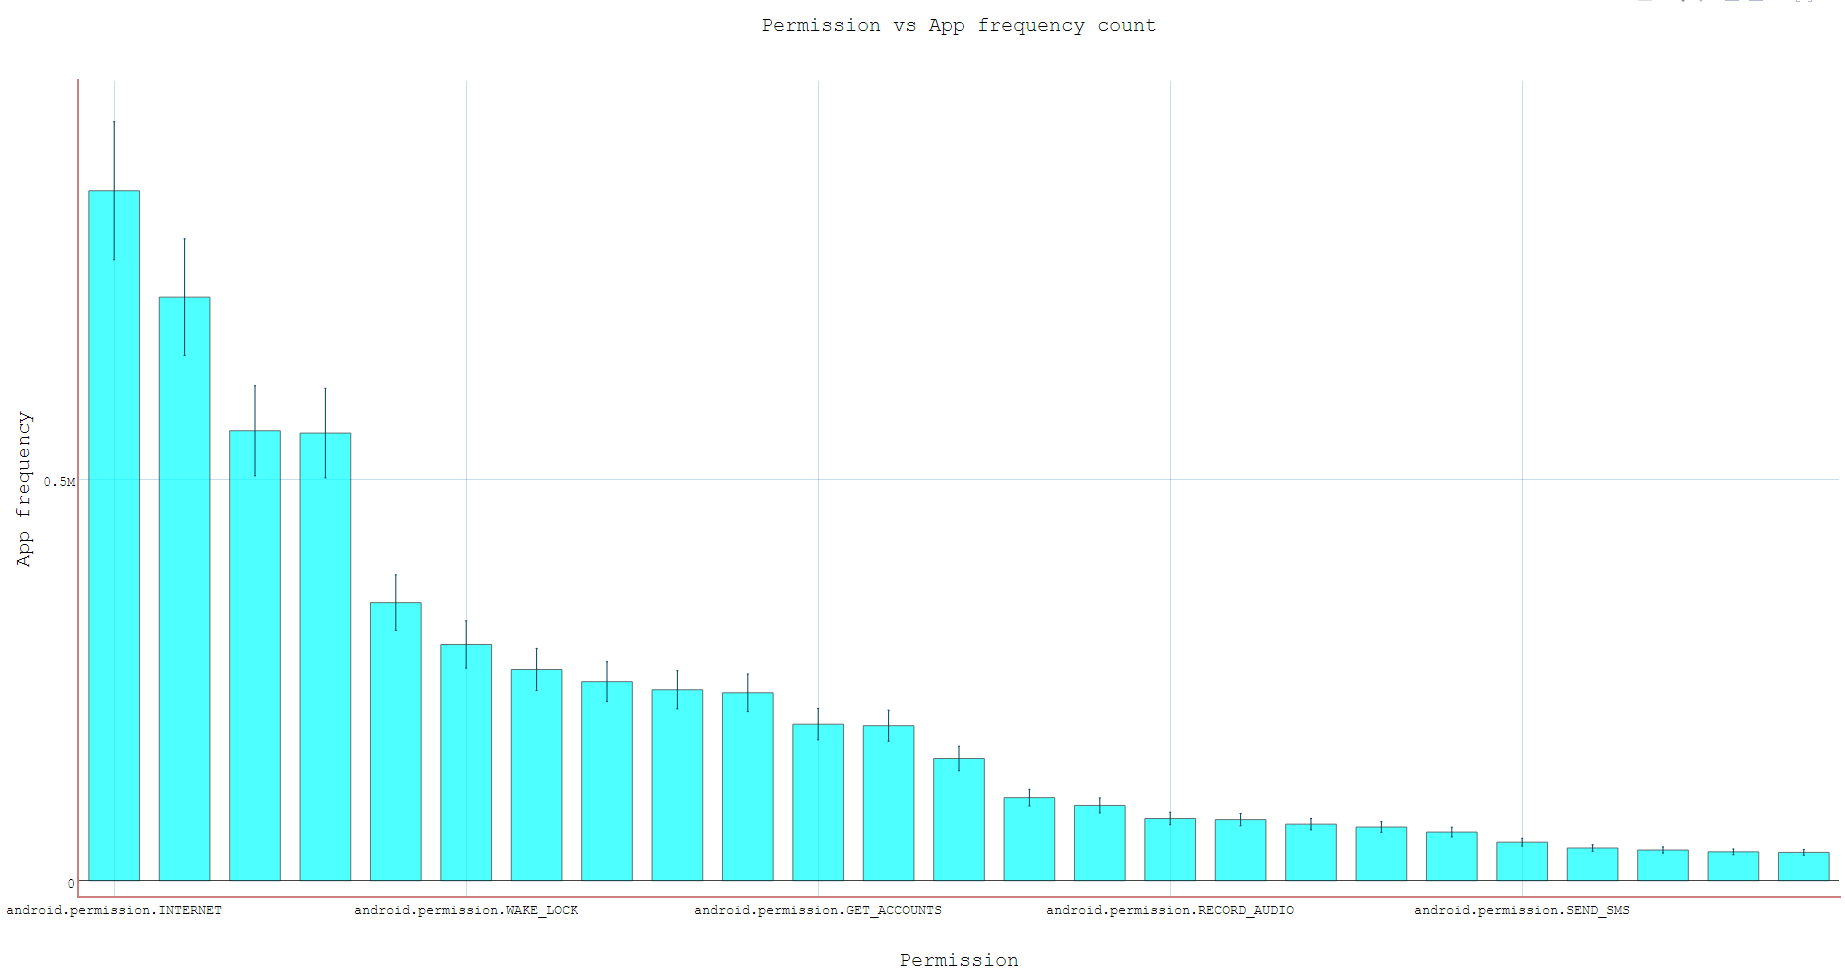 Permission vs App frequency count
App frequency
0.5M
0
android.permission.INTERNET
android.permission.WAKE_LOCK
android.permission.GET_ACCOUNTS
android.permission.RECORD_AUDIO
android.permission.SEND_SMS
Permission